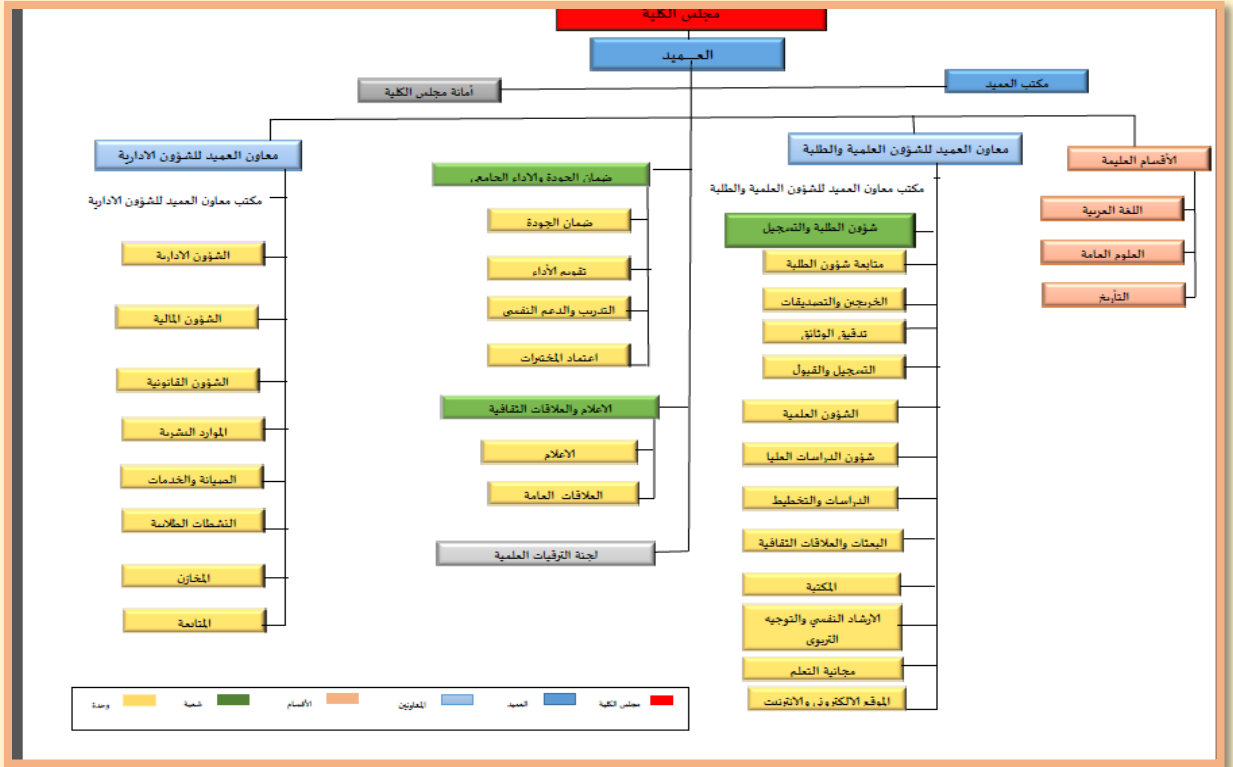 مجلس الكلية
العـــميد
مكتب العميد
أمانة مجلس الكلية
الأقسام العليمة
اللغة العربية
العلوم العامة
التأريخ
معاون العميد للشؤون العلمية والطلبة
مكتب معاون العميد للشؤون العلمية والطلبة
شؤون الطلبة والتسجيل
متابعة شؤون الطلبة
الخريجين والتصديقات
تدقيق الوثائق
التسجيل والقبول
الشؤون العلمية
شؤون الدراسات العليا
الدراسات والتخطيط
البعثات والعلاقات الثقافية
المكتبة
الارشاد النفسي والتوجيه
التربوي
مجانية التعلم
الموقع الالكتروني والانترنيت
ضمان الجودة والاداء الجامعي
ضمان الجودة
تقويم الأداء
التدريب والدعم النفسي
اعتماد المختبرات
الاعلام والعلاقات الثقافية
الاعلام
العلاقات العامة
لجنة الترقيات العلمية
معاون العميد للشؤون الادارية
مكتب معاون العميد للشؤون الادارية
الشؤون الادارية
الشؤون المالية
الشؤون القانونية
الموارد البشرية
الصيانة والخدمات
النشطات الطلابية
المخازن
المتابعة
مجلس الكلية العميد المعاونين الأقسام شعبة وحدة